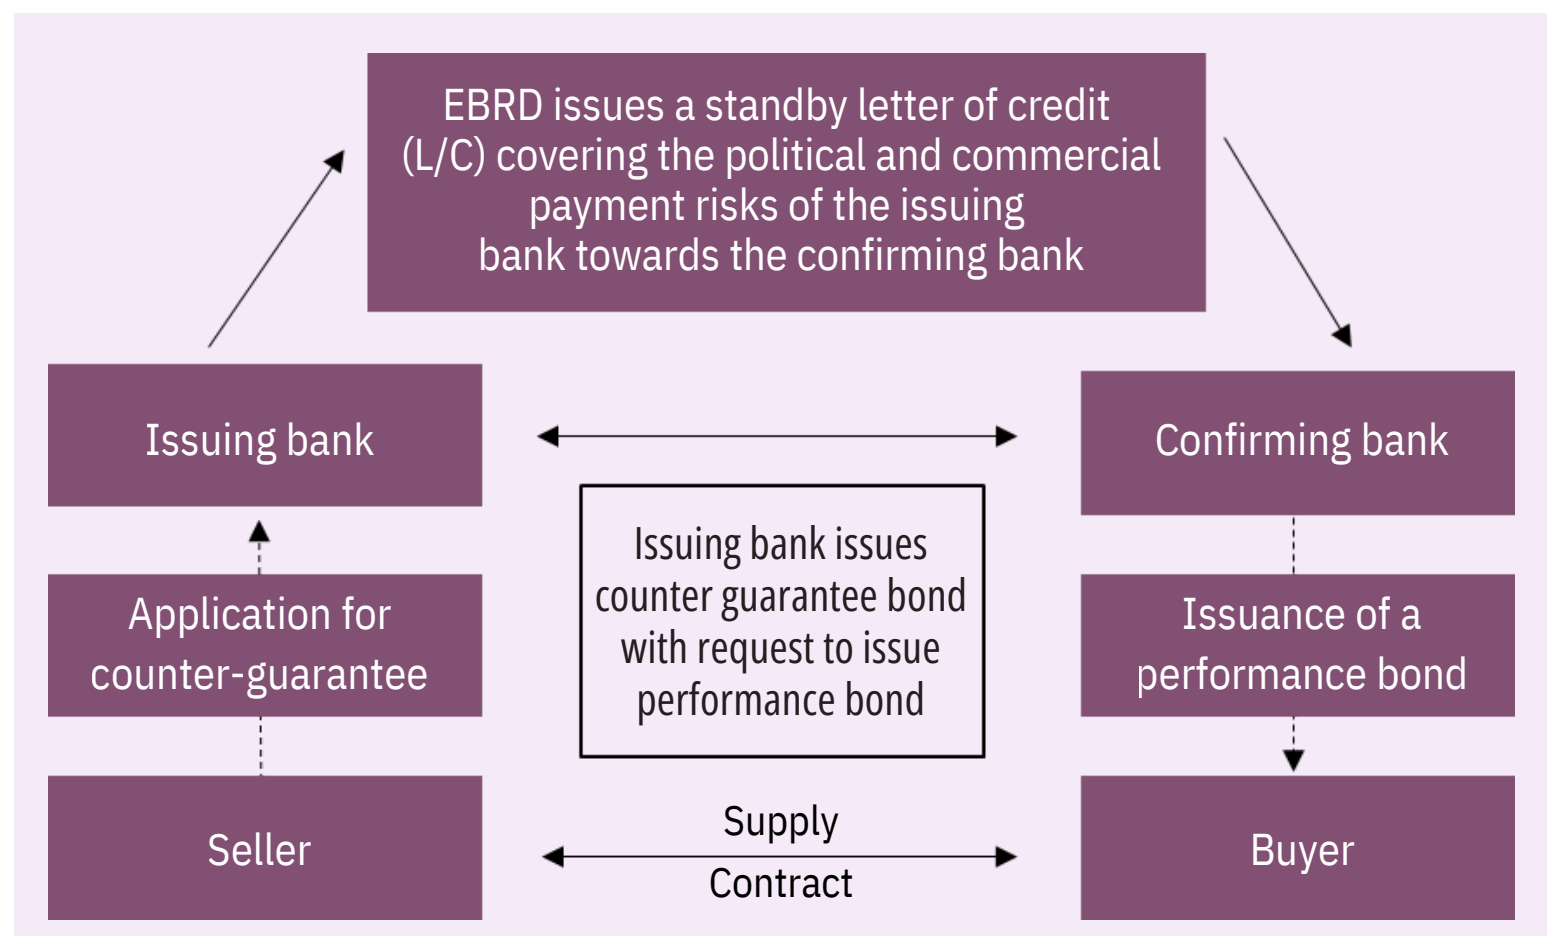 EBRD issues a standby letter of credit
(L/C) covering the political and commercial
payment risks of the issuing
bank towards the confirming bank
Issuing bank
Confirming bank
Issuing bank issues
counter guarantee bond
with request to issue
performance bond
Application for
counter-guarantee
Issuance of a
performance bond
Seller
Supply
Contract
Buyer